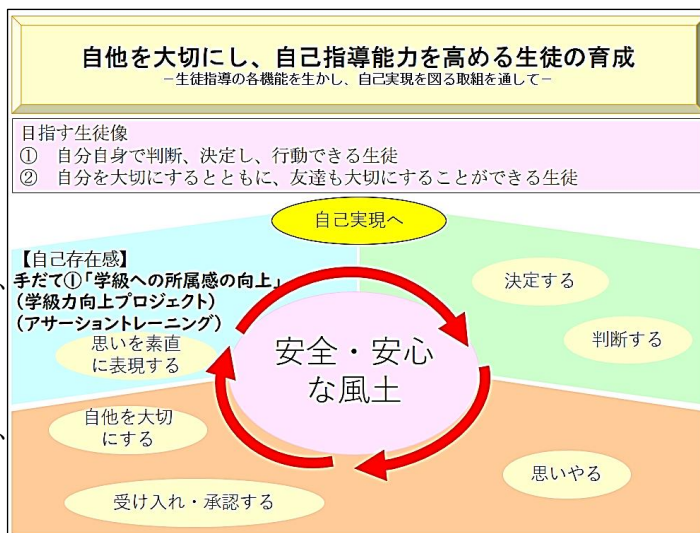 自他を大切にし、自己指導能力を高める生徒の育成
－生徒指導の各機能を生かし、自己実現を図る取組を通して－
目指す生徒像
① 自分自身で判断、決定し、行動できる生徒
② 自分を大切にするとともに、友達も大切にすることができる生徒
自己実現へ
【自己存在感】
、手だて①「学級への所属感の向上」
（学級力向上プロジェクト）
（アサーショントレーニング）
思いを素直
に表現する
決定する
判断する
安全・安心
な風土
自他を大切
にする
、
思いやる
受け入れ・承認する